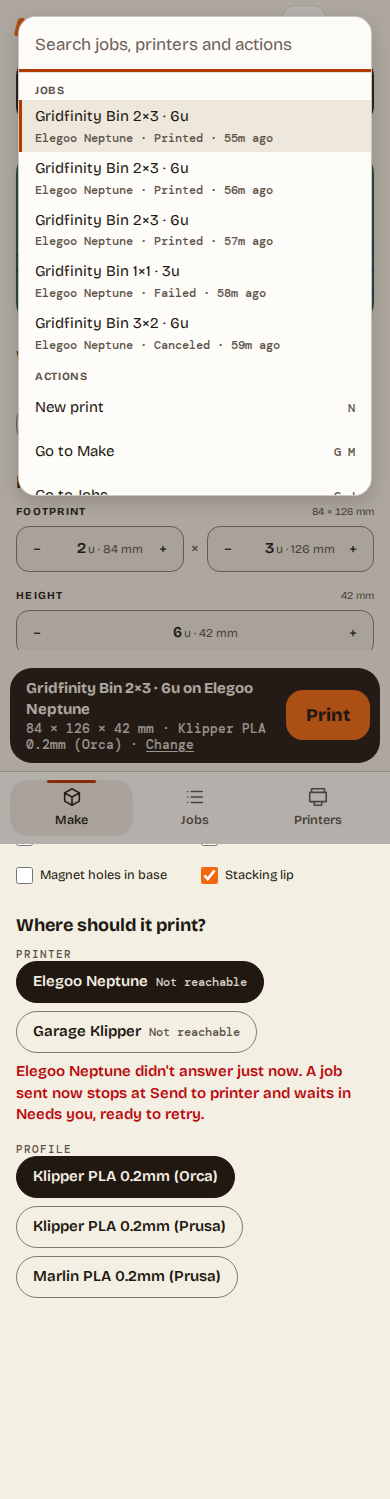 Search jobs, printers and actions
JOBS
Gridfinity Bin 2×3 · 6u
Elegoo Neptune · Printed · 55m ago
Gridfinity Bin 2×3 · 6u
Elegoo Neptune · Printed · 56m ago
Gridfinity Bin 2×3 · 6u
Elegoo Neptune · Printed · 57m ago
Gridfinity Bin 1×1 · 3u
Elegoo Neptune · Failed · 58m ago
Gridfinity Bin 3×2 · 6u
Elegoo Neptune · Canceled · 59m ago
ACTIONS
New print N
Go to Make G M
Go to Jobs G J
FOOTPRINT 84 × 126 mm
− 2 u · 84 mm + × − 3 u · 126 mm +
HEIGHT 42 mm
− 6 u · 42 mm +
Gridfinity Bin 2×3 · 6u on Elegoo
Neptune
84 × 126 × 42 mm · Klipper PLA
0.2mm (Orca) · Change
Print
Make Jobs Printers
Magnet holes in base Stacking lip
Where should it print?
PRINTER
Elegoo Neptune Not reachable
Garage Klipper Not reachable
Elegoo Neptune didn't answer just now. A job
sent now stops at Send to printer and waits in
Needs you, ready to retry.
PROFILE
Klipper PLA 0.2mm (Orca)
Klipper PLA 0.2mm (Prusa)
Marlin PLA 0.2mm (Prusa)